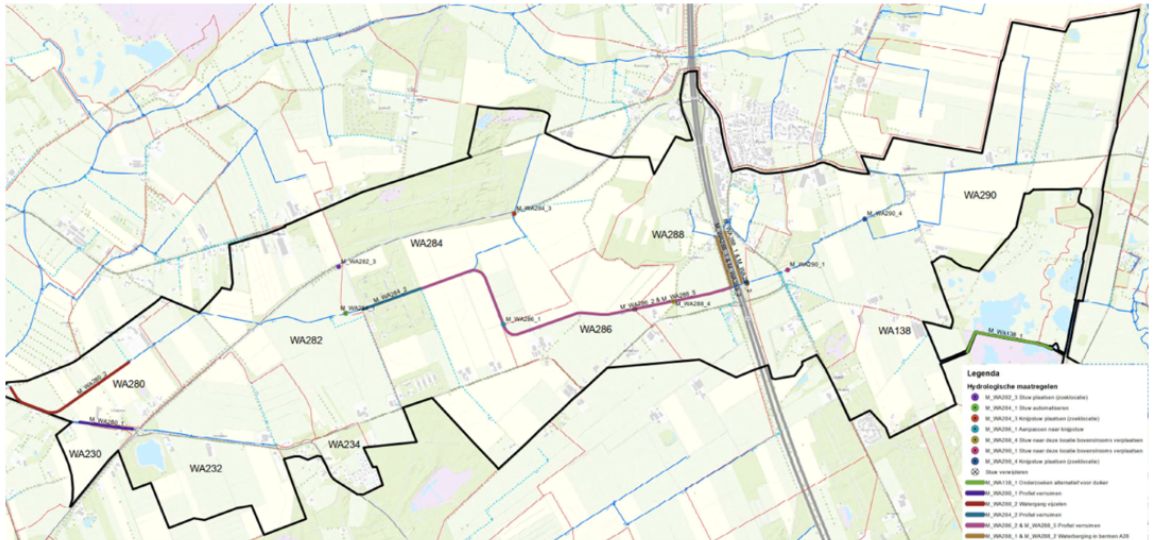 WA290
M_WA290_4
M_WA284_3
WA288
WA284
M_WA282_3
M_WA290_1
M_WA284_2
M_WA288_4
M_WA286_1
WA286
WA282
WA138
M_WA138_1
WA280
M_WA280_2
M_WA280_1
WA234
WA230
WA232
Legenda
Hydrologische maatregelen
M_WA282_3 Stuw plaatsen (zoeklocatie)
M_WA284_1 Stuw automatiseren
M_WA284_3 Knijpstuw plaatsen (zoeklocatie)
M_WA286_1 Aanpassen naar knijpstuw
M_WA288_4 Stuw naar deze locatie bovenstrooms verplaatsen
M_WA290_1 Stuw naar deze locatie bovenstrooms verplaatsen
M_WA290_4 Knijpstuw plaatsen (zoeklocatie)
Stuw verwijderen
M_WA138_1 Onderzoeken alternatief voor duiker
M_WA280_1 Profiel verruimen
M_WA280_2 Watergang
M_WA284_2 Profiel verruimen
M_WA286_2 & M_WA288_5 Profiel verruimen
M_WA288_1 & M_WA288_2 Waterberging in bermen A28